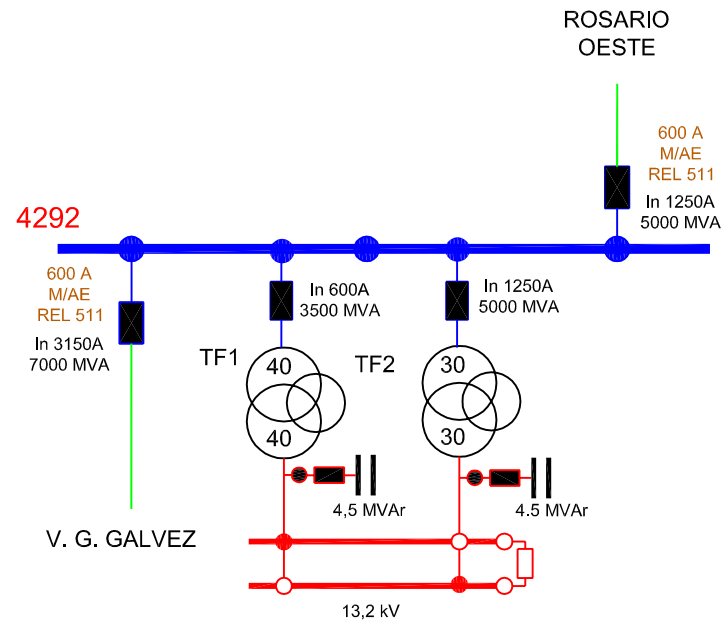 ROSARIO
OESTE
600 A
M/AE
REL 511
In 1250A
5000 MVA
4292
600 A
M/AE
REL 511
In 3150A
7000 MVA
In 600A
3500 MVA
In 1250A
5000 MVA
TF1
40
40
TF2
30
30
4,5 MVAr
4.5 MVAr
V. G. GALVEZ
13,2 kV